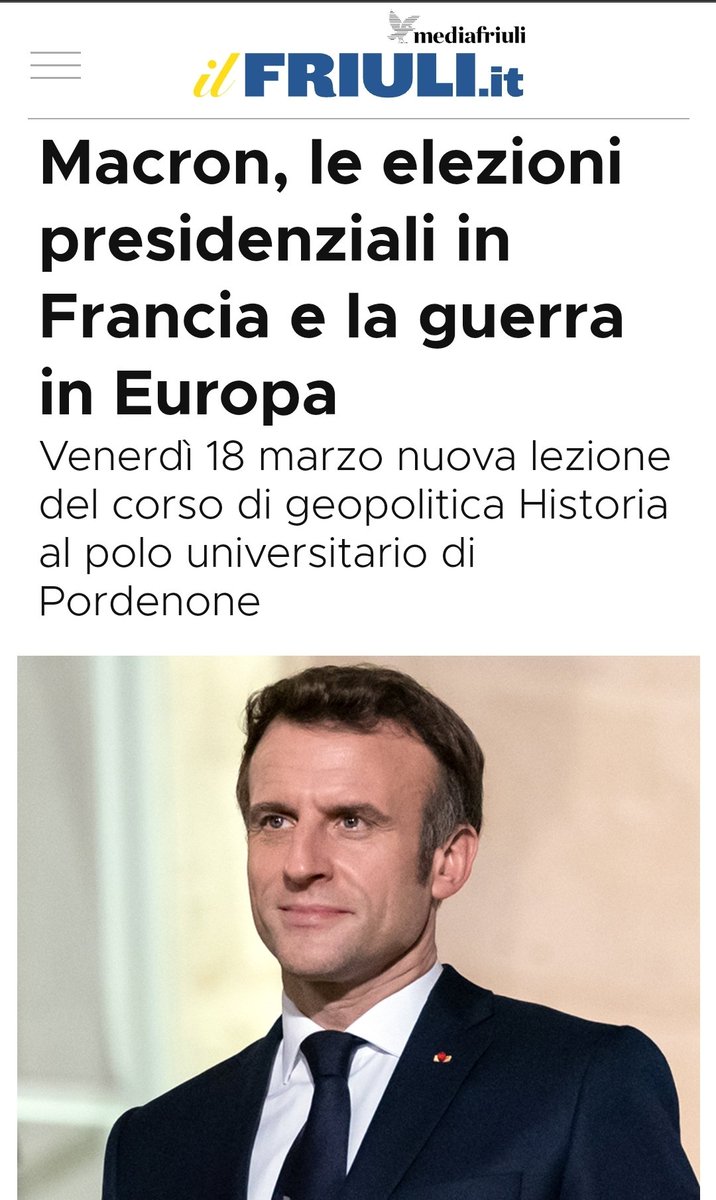 mediafriuli
il FRIULI.it
Macron, le elezioni
presidenziali in
Francia e la guerra
in Europa
Venerdì 18 marzo nuova lezione
del corso di geopolitica Historia
al polo universitario di
Pordenone